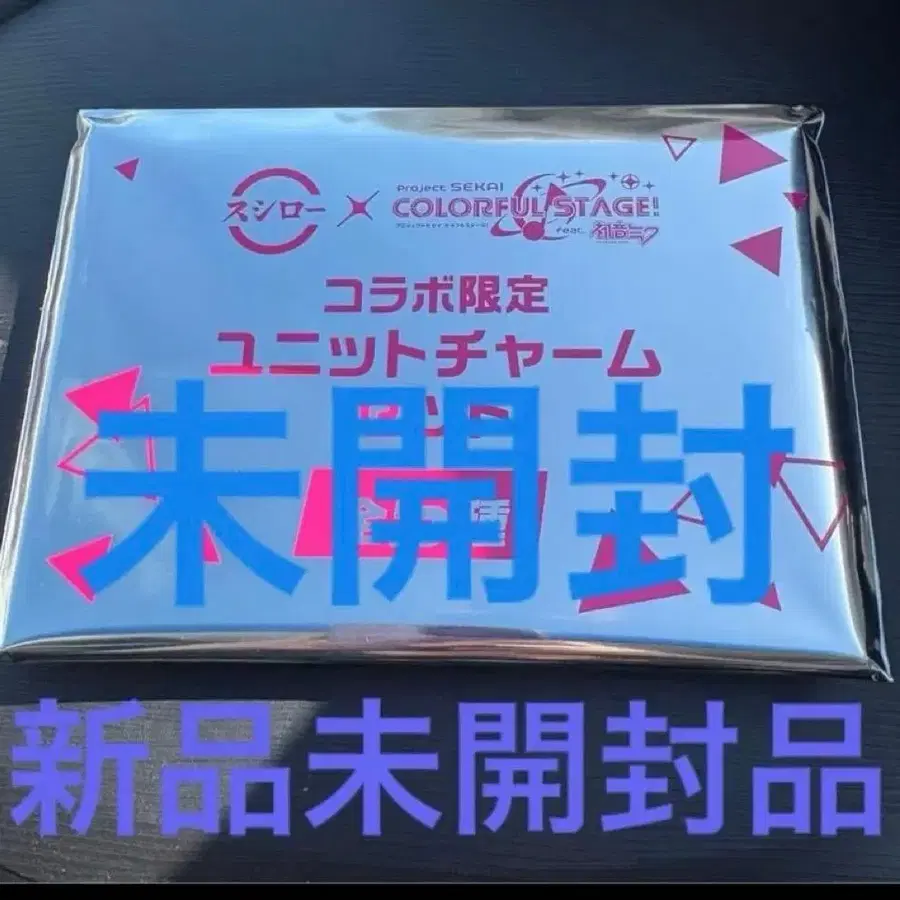 スシロー × Project SEKAI
COLORFUL STAGE!
feat. 初音ミク
コラボ限定
ユニットチャーム
未開封
新品未開封品